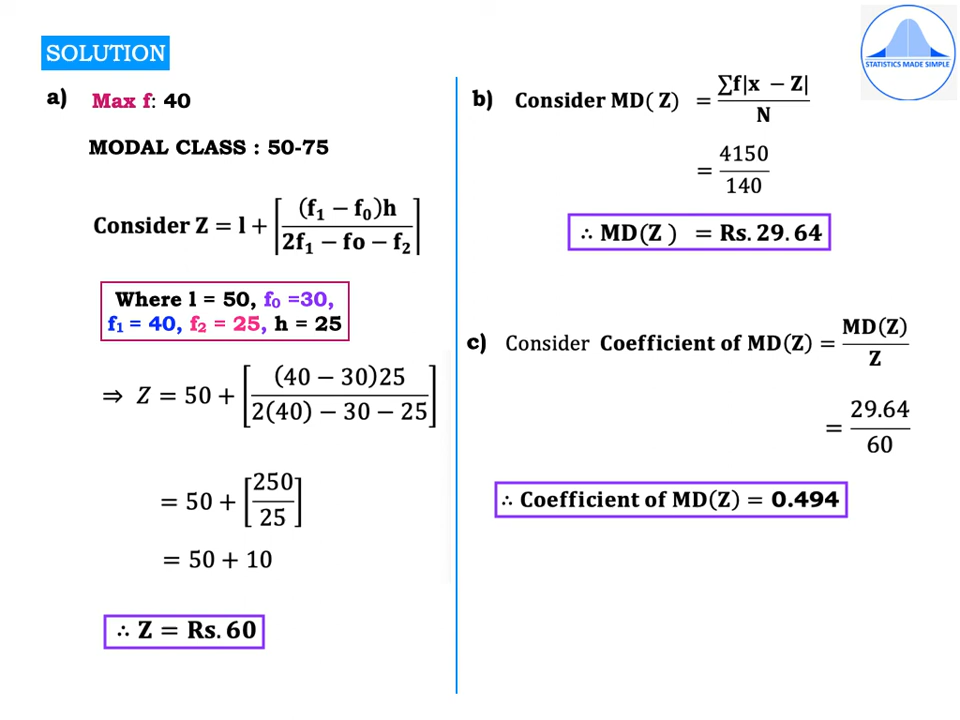 SOLUTION
STATISTICS MADE SIMPLE
a) Max f: 40
MODAL CLASS : 50-75
Consider Z = l + [ (f₁ − f₀)h / 2f₁ − fo − f₂ ]
Where l = 50, f₀ =30,
f₁ = 40, f₂ = 25, h = 25
⇒ Z = 50 + [ (40 − 30)25 / 2(40) − 30 − 25 ]
= 50 + [ 250 / 25 ]
= 50 + 10
∴ Z = Rs. 60
b) Consider MD( Z) = ∑f|x − Z| / N
= 4150 / 140
∴ MD(Z ) = Rs. 29. 64
c) Consider Coefficient of MD(Z) = MD(Z) / Z
= 29.64 / 60
∴ Coefficient of MD(Z) = 0.494